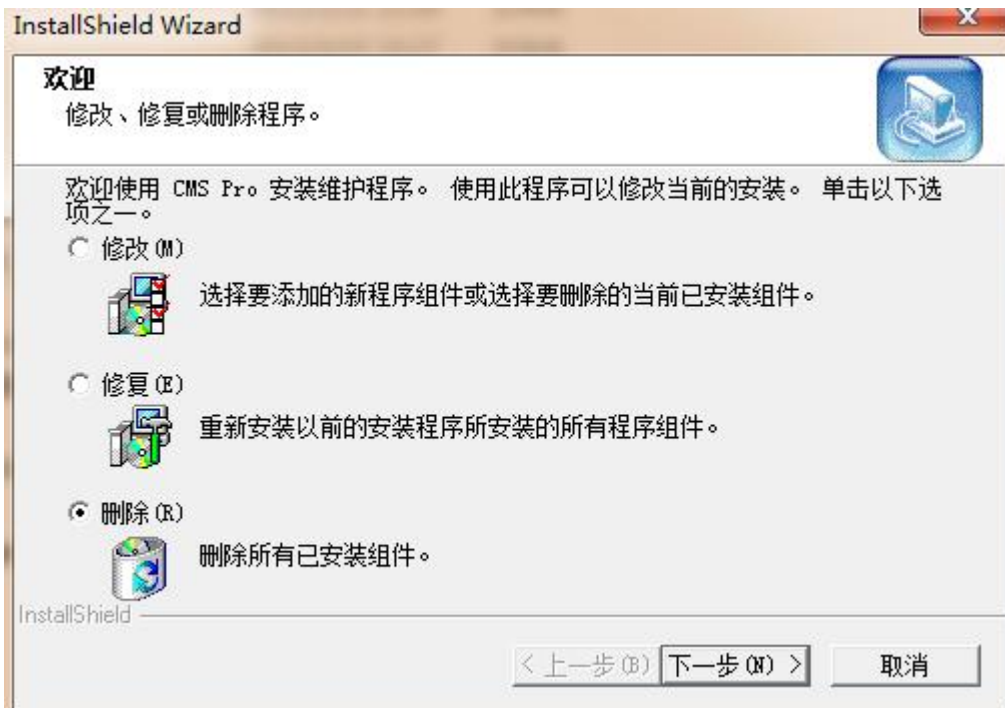 InstallShield Wizard
欢迎
修改、修复或删除程序。
欢迎使用 CMS Pro 安装维护程序。 使用此程序可以修改当前的安装。 单击以下选
项之一。
修改(M)
选择要添加的新程序组件或选择要删除的当前已安装组件。
修复(E)
重新安装以前的安装程序所安装的所有程序组件。
删除(R)
删除所有已安装组件。
InstallShield
< 上一步(B) 下一步(N) > 取消